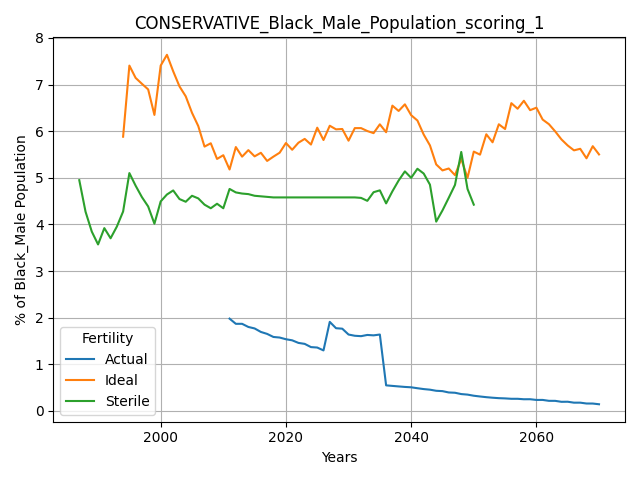 CONSERVATIVE_Black_Male_Population_scoring_1
% of Black_Male Population
8
7
6
5
4
3
2
1
0
Fertility
Actual
Ideal
Sterile
2000
2020
2040
2060
Years